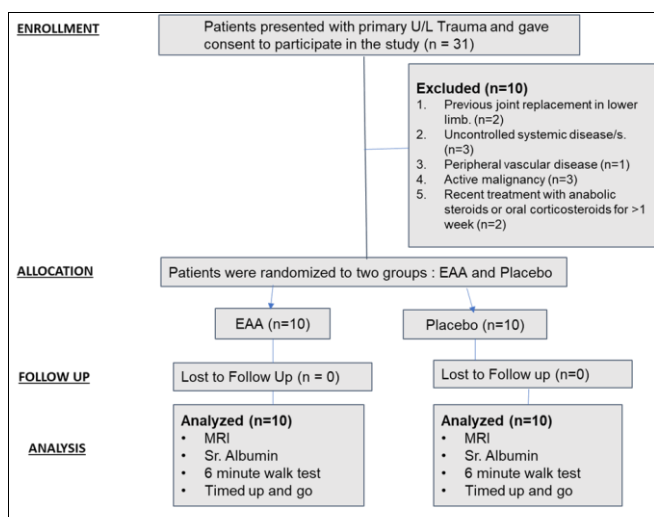 ENROLLMENT
Patients presented with primary U/L Trauma and gave
consent to participate in the study (n = 31)
Excluded (n=10)
1. Previous joint replacement in lower
limb. (n=2)
2. Uncontrolled systemic disease/s.
(n=3)
3. Peripheral vascular disease (n=1)
4. Active malignancy (n=3)
5. Recent treatment with anabolic
steroids or oral corticosteroids for >1
week (n=2)
ALLOCATION
Patients were randomized to two groups : EAA and Placebo
EAA (n=10)
Placebo (n=10)
FOLLOW UP
Lost to Follow Up (n = 0)
Lost to Follow up (n=0)
ANALYSIS
Analyzed (n=10)
• MRI
• Sr. Albumin
• 6 minute walk test
• Timed up and go
Analyzed (n=10)
• MRI
• Sr. Albumin
• 6 minute walk test
• Timed up and go